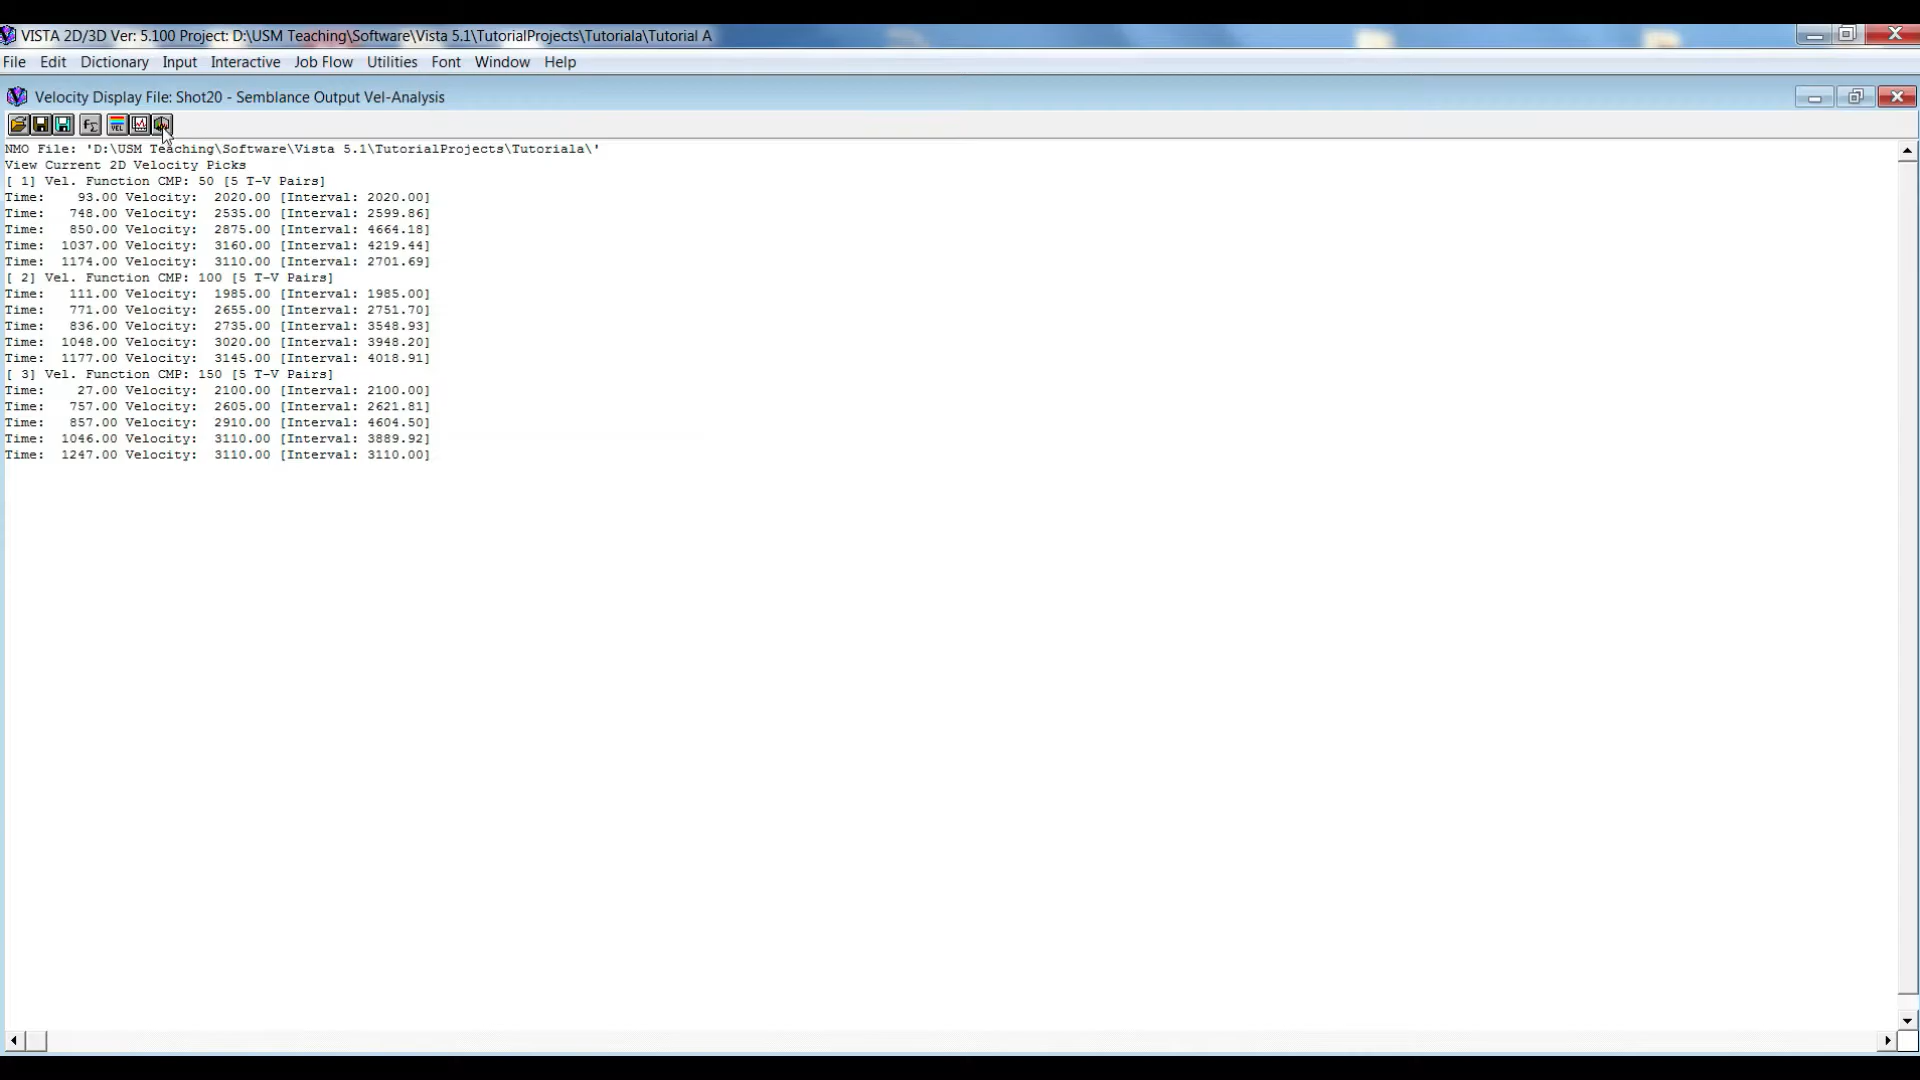 VISTA 2D/3D Ver: 5.100 Project: D:\USM Teaching\Software\Vista 5.1\TutorialProjects\Tutoriala\Tutorial A
File Edit Dictionary Input Interactive Job Flow Utilities Font Window Help
Velocity Display File: Shot20 - Semblance Output Vel-Analysis
fΣ VEL
NMO File: 'D:\USM Teaching\Software\Vista 5.1\TutorialProjects\Tutoriala\'
View Current 2D Velocity Picks
[ 1] Vel. Function CMP: 50 [5 T-V Pairs]
Time: 93.00 Velocity: 2020.00 [Interval: 2020.00]
Time: 748.00 Velocity: 2535.00 [Interval: 2599.86]
Time: 850.00 Velocity: 2875.00 [Interval: 4664.18]
Time: 1037.00 Velocity: 3160.00 [Interval: 4219.44]
Time: 1174.00 Velocity: 3110.00 [Interval: 2701.69]
[ 2] Vel. Function CMP: 100 [5 T-V Pairs]
Time: 111.00 Velocity: 1985.00 [Interval: 1985.00]
Time: 771.00 Velocity: 2655.00 [Interval: 2751.70]
Time: 836.00 Velocity: 2735.00 [Interval: 3548.93]
Time: 1048.00 Velocity: 3020.00 [Interval: 3948.20]
Time: 1177.00 Velocity: 3145.00 [Interval: 4018.91]
[ 3] Vel. Function CMP: 150 [5 T-V Pairs]
Time: 27.00 Velocity: 2100.00 [Interval: 2100.00]
Time: 757.00 Velocity: 2605.00 [Interval: 2621.81]
Time: 857.00 Velocity: 2910.00 [Interval: 4604.50]
Time: 1046.00 Velocity: 3110.00 [Interval: 3889.92]
Time: 1247.00 Velocity: 3110.00 [Interval: 3110.00]